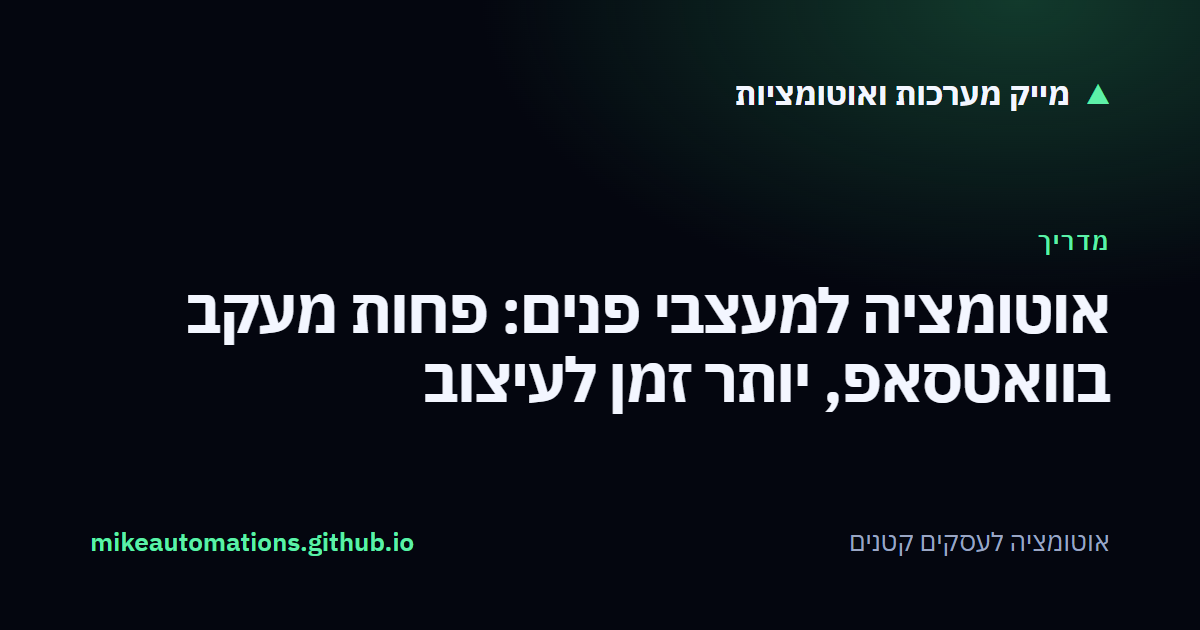 מייק מערכות ואוטומציות
מדריך
אוטומציה למעצבי פנים: פחות מעקב
בוואטסאפ, יותר זמן לעיצוב
אוטומציה לעסקים קטנים
mikeautomations.github.io